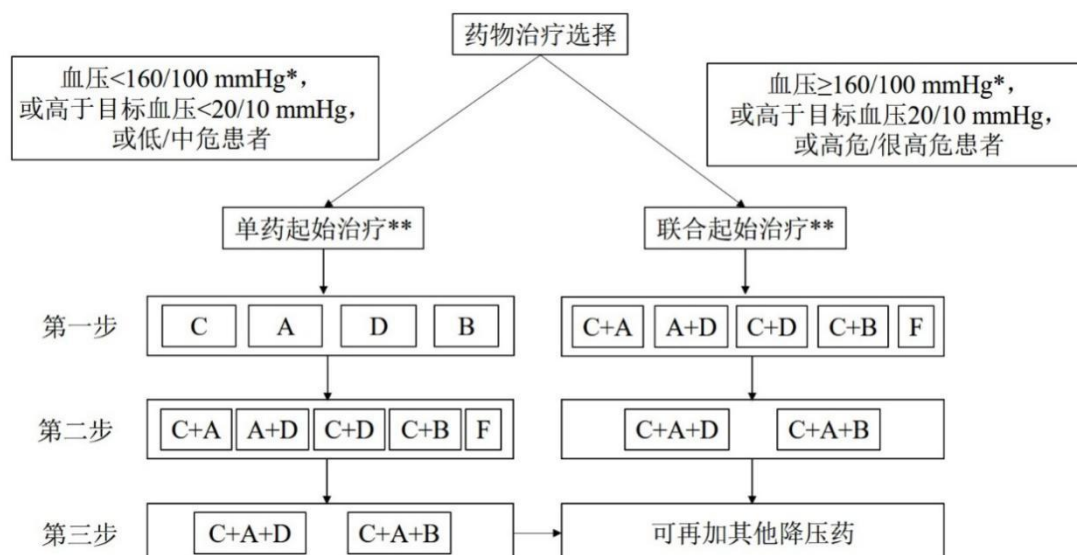 药物治疗选择
血压<160/100 mmHg*，
或高于目标血压<20/10 mmHg，
或低/中危患者
血压≥160/100 mmHg*，
或高于目标血压20/10 mmHg，
或高危/很高危患者
单药起始治疗**
联合起始治疗**
第一步
C
A
D
B
C+A
A+D
C+D
C+B
F
第二步
C+A
A+D
C+D
C+B
F
C+A+D
C+A+B
第三步
C+A+D
C+A+B
可再加其他降压药